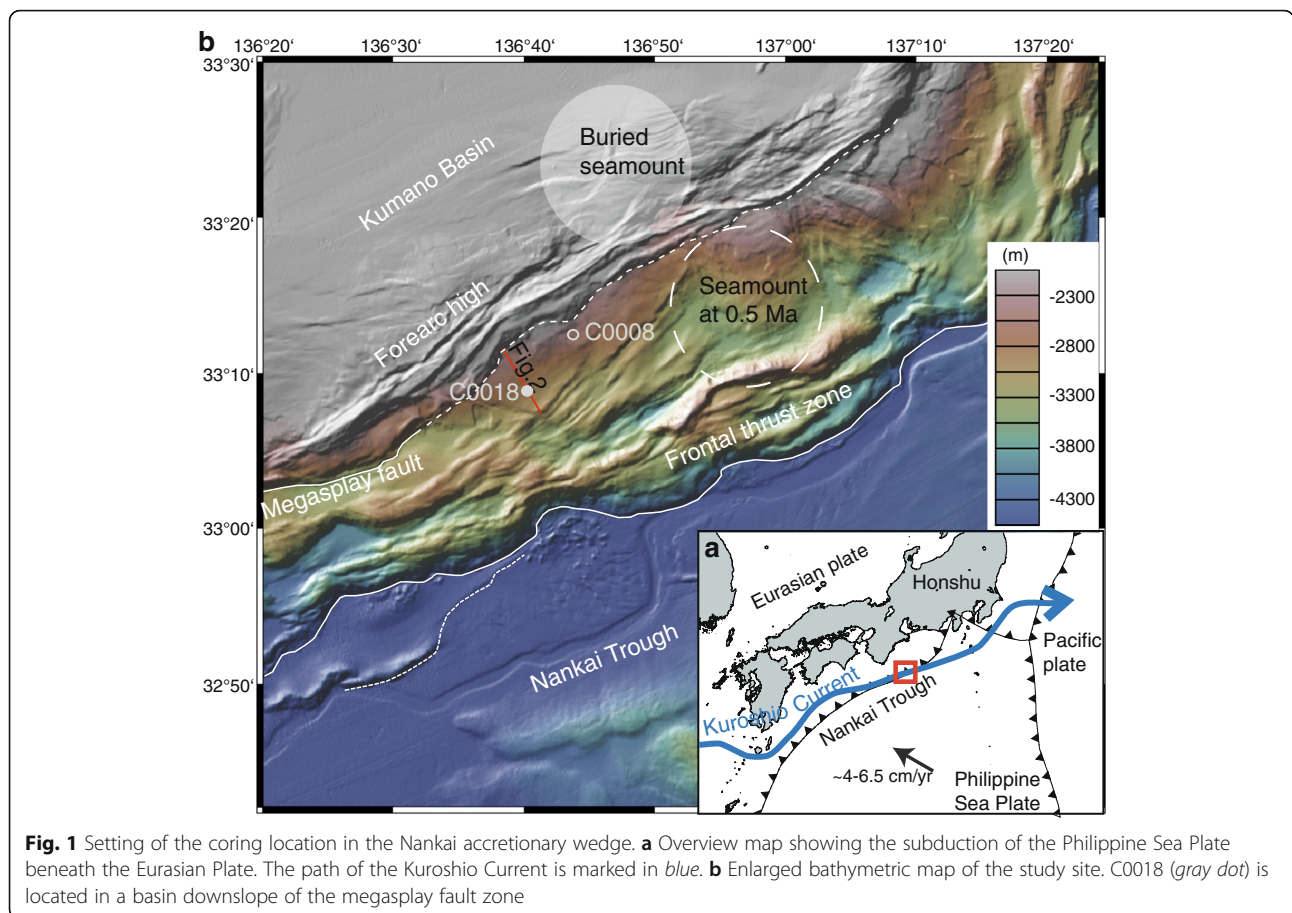 b
136°20‘ 136°30‘ 136°40‘ 136°50‘ 137°00‘ 137°10‘ 137°20‘
33°30‘
33°20‘
33°10‘
33°00‘
32°50‘
Buried
seamount
Kumano Basin
Forearc high
Seamount
at 0.5 Ma
C0008
Fig.2
C0018
Megasplay fault
Frontal thrust zone
Nankai Trough
(m)
-2300
-2800
-3300
-3800
-4300
a
Eurasian plate
Honshu
Pacific
plate
Kuroshio Current
Nankai Trough
~4-6.5 cm/yr
Philippine
Sea Plate
Fig. 1 Setting of the coring location in the Nankai accretionary wedge. a Overview map showing the subduction of the Philippine Sea Plate
beneath the Eurasian Plate. The path of the Kuroshio Current is marked in blue. b Enlarged bathymetric map of the study site. C0018 (gray dot) is
located in a basin downslope of the megasplay fault zone